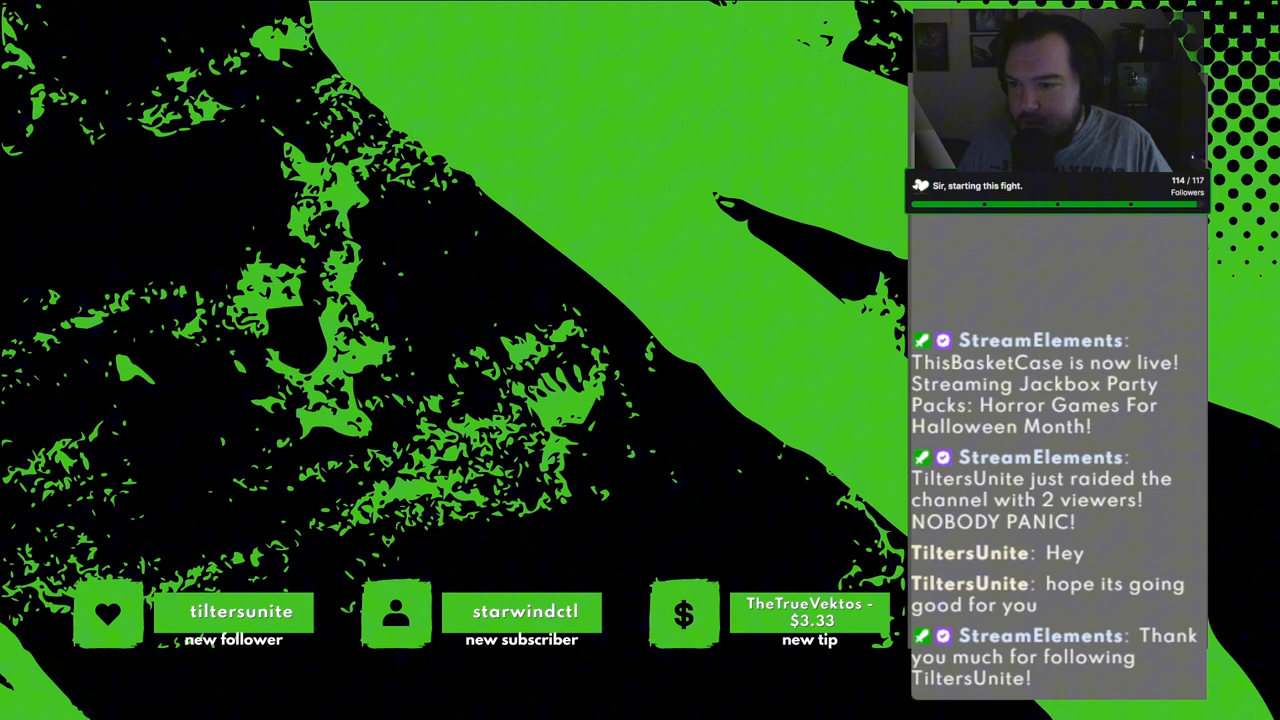 Sir, starting this fight.
114 / 117
Followers
StreamElements:
ThisBasketCase is now live!
Streaming Jackbox Party
Packs: Horror Games For
Halloween Month!
StreamElements:
TiltersUnite just raided the
channel with 2 viewers!
NOBODY PANIC!
TiltersUnite: Hey
TiltersUnite: hope its going
good for you
StreamElements: Thank
you much for following
TiltersUnite!
tiltersunite
new follower
starwindctl
new subscriber
TheTrueVektos -
$3.33
new tip